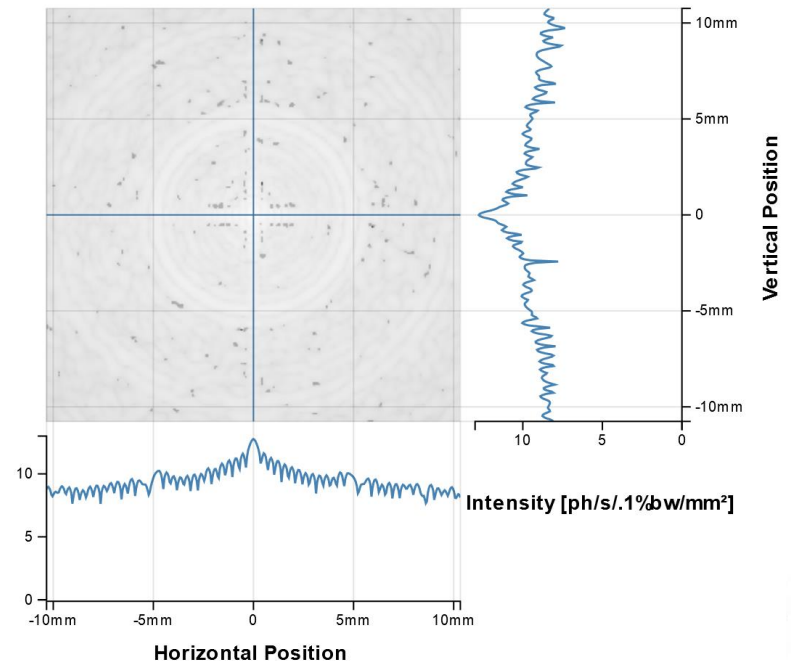 10mm
5mm
0
-5mm
-10mm
Vertical Position
10
5
0
10
5
0
Intensity [ph/s/.1%bw/mm²]
-10mm
-5mm
0
5mm
10mm
Horizontal Position